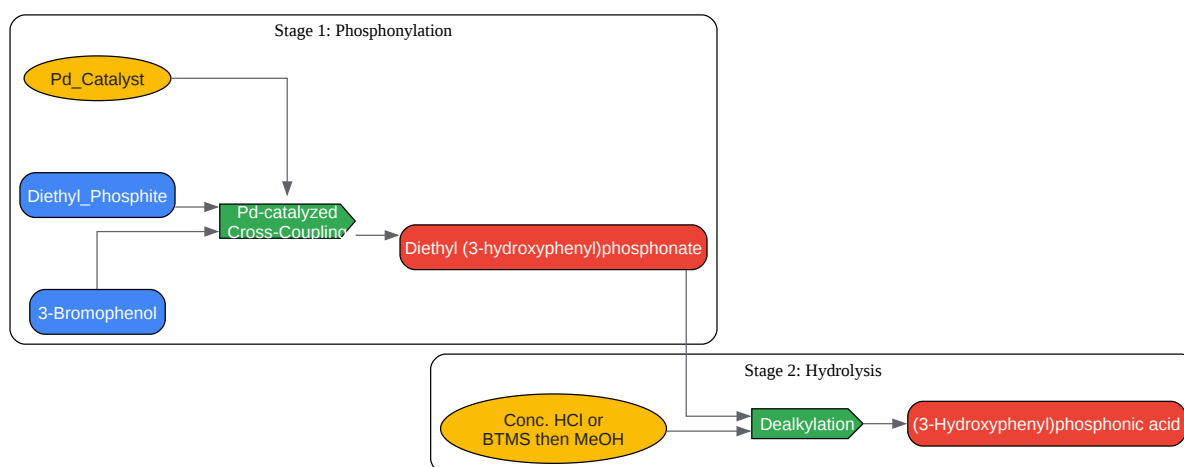 Stage 1: Phosphonylation
Pd_Catalyst
Diethyl_Phosphite
Pd-catalyzed
Cross-Coupling
Diethyl (3-hydroxyphenyl)phosphonate
3-Bromophenol
Stage 2: Hydrolysis
Conc. HCl or
BTMS then MeOH
Dealkylation
(3-Hydroxyphenyl)phosphonic acid